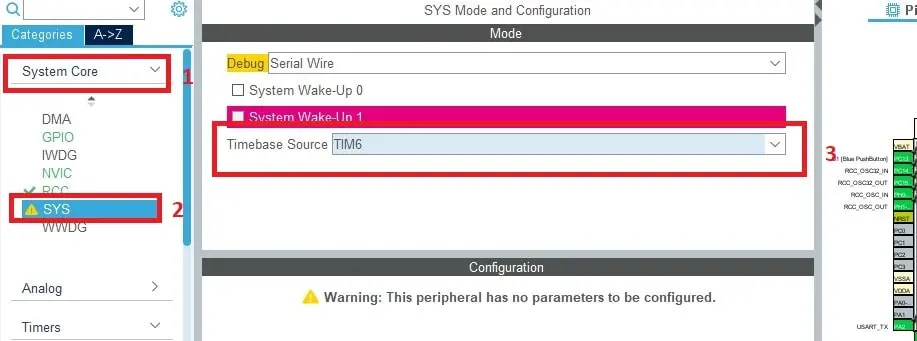 SYS Mode and Configuration
Mode
Categories
A->Z
System Core
1
DMA
GPIO
IWDG
NVIC
RCC
SYS
2
WWDG
Analog
Timers
Debug Serial Wire
System Wake-Up 0
System Wake-Up 1
Timebase Source TIM6
3
Configuration
Warning: This peripheral has no parameters to be configured.
Pi
[Blue PushButton]
RCC_OSC32_IN
RCC_OSC32_OUT
RCC_OSC_IN
RCC_OSC_OUT
USART_TX
VBAT
PC13
PC14
PC15
PH0
PH1
NRST
PC0
PC1
PC2
PC3
VSSA
VDDA
PA0
PA1
PA2